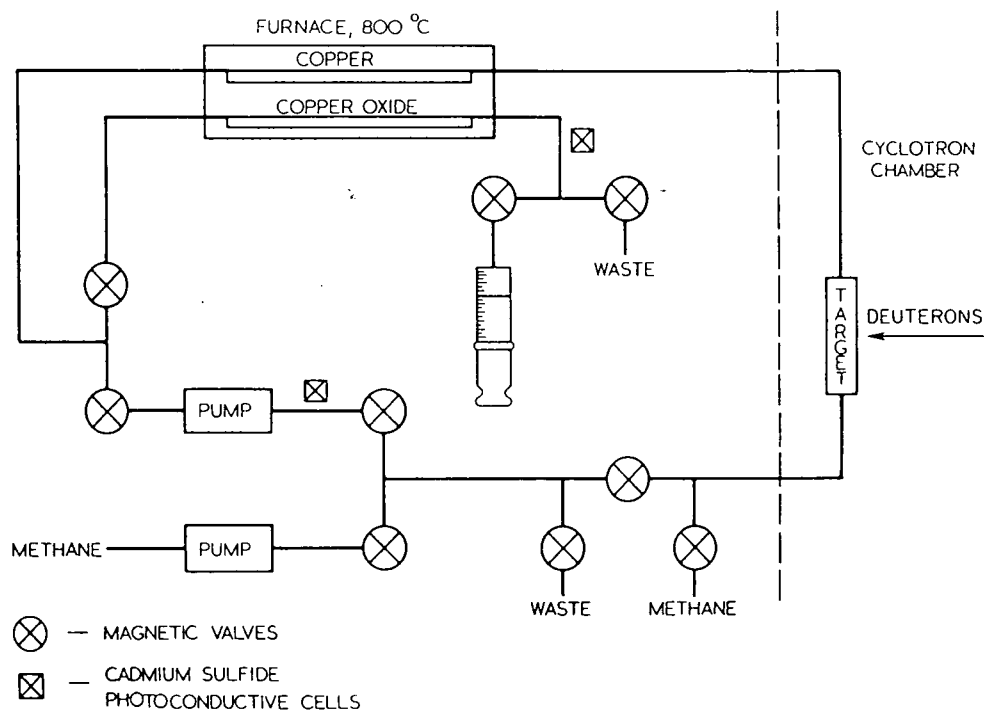 FURNACE, 800 °C
COPPER
COPPER OXIDE
CYCLOTRON
CHAMBER
WASTE
TARGET
DEUTERONS
PUMP
METHANE
PUMP
WASTE
METHANE
— MAGNETIC VALVES
— CADMIUM SULFIDE
PHOTOCONDUCTIVE CELLS